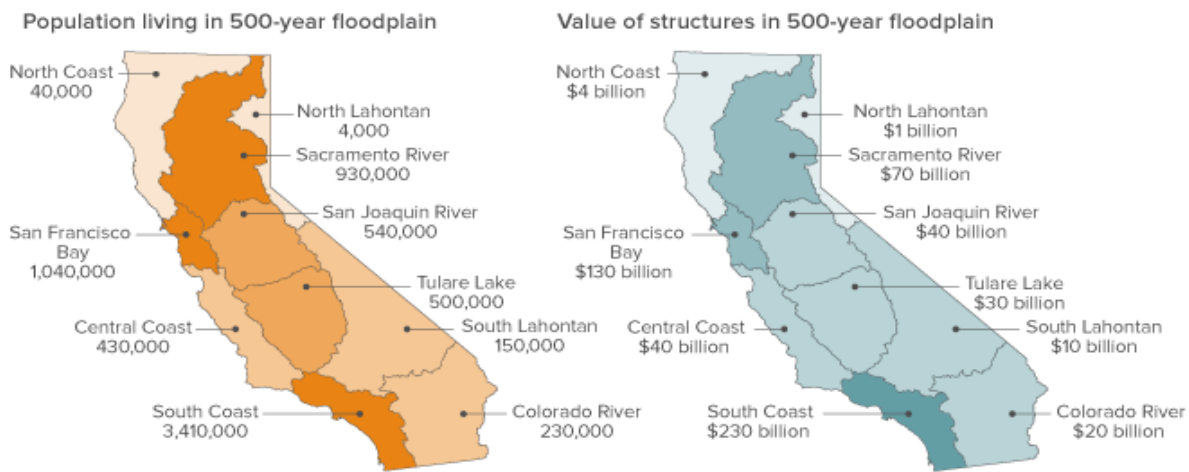 Population living in 500-year floodplain
North Coast
40,000
North Lahontan
4,000
Sacramento River
930,000
San Joaquin River
540,000
San Francisco
Bay
1,040,000
Tulare Lake
500,000
South Lahontan
150,000
Central Coast
430,000
South Coast
3,410,000
Colorado River
230,000
Value of structures in 500-year floodplain
North Coast
$4 billion
North Lahontan
$1 billion
Sacramento River
$70 billion
San Joaquin River
$40 billion
San Francisco
Bay
$130 billion
Tulare Lake
$30 billion
South Lahontan
$10 billion
Central Coast
$40 billion
South Coast
$230 billion
Colorado River
$20 billion